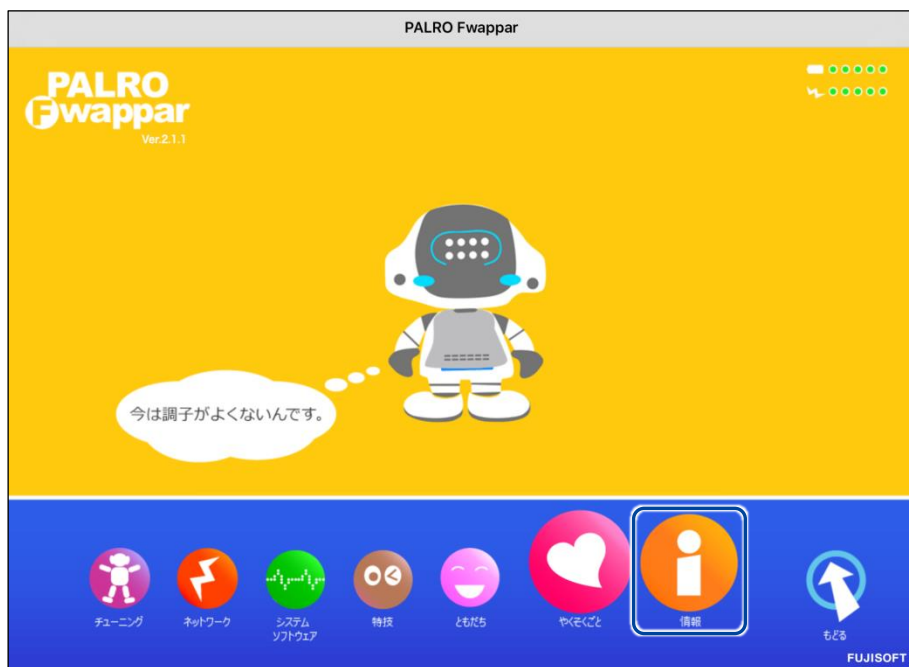 PALRO Fwappar
PALRO
Fwappar
Ver.2.1.1
今は調子がよくないんです。
チューニング
ネットワーク
システム
ソフトウェア
特技
ともだち
やくそくごと
情報
もどる
FUJISOFT